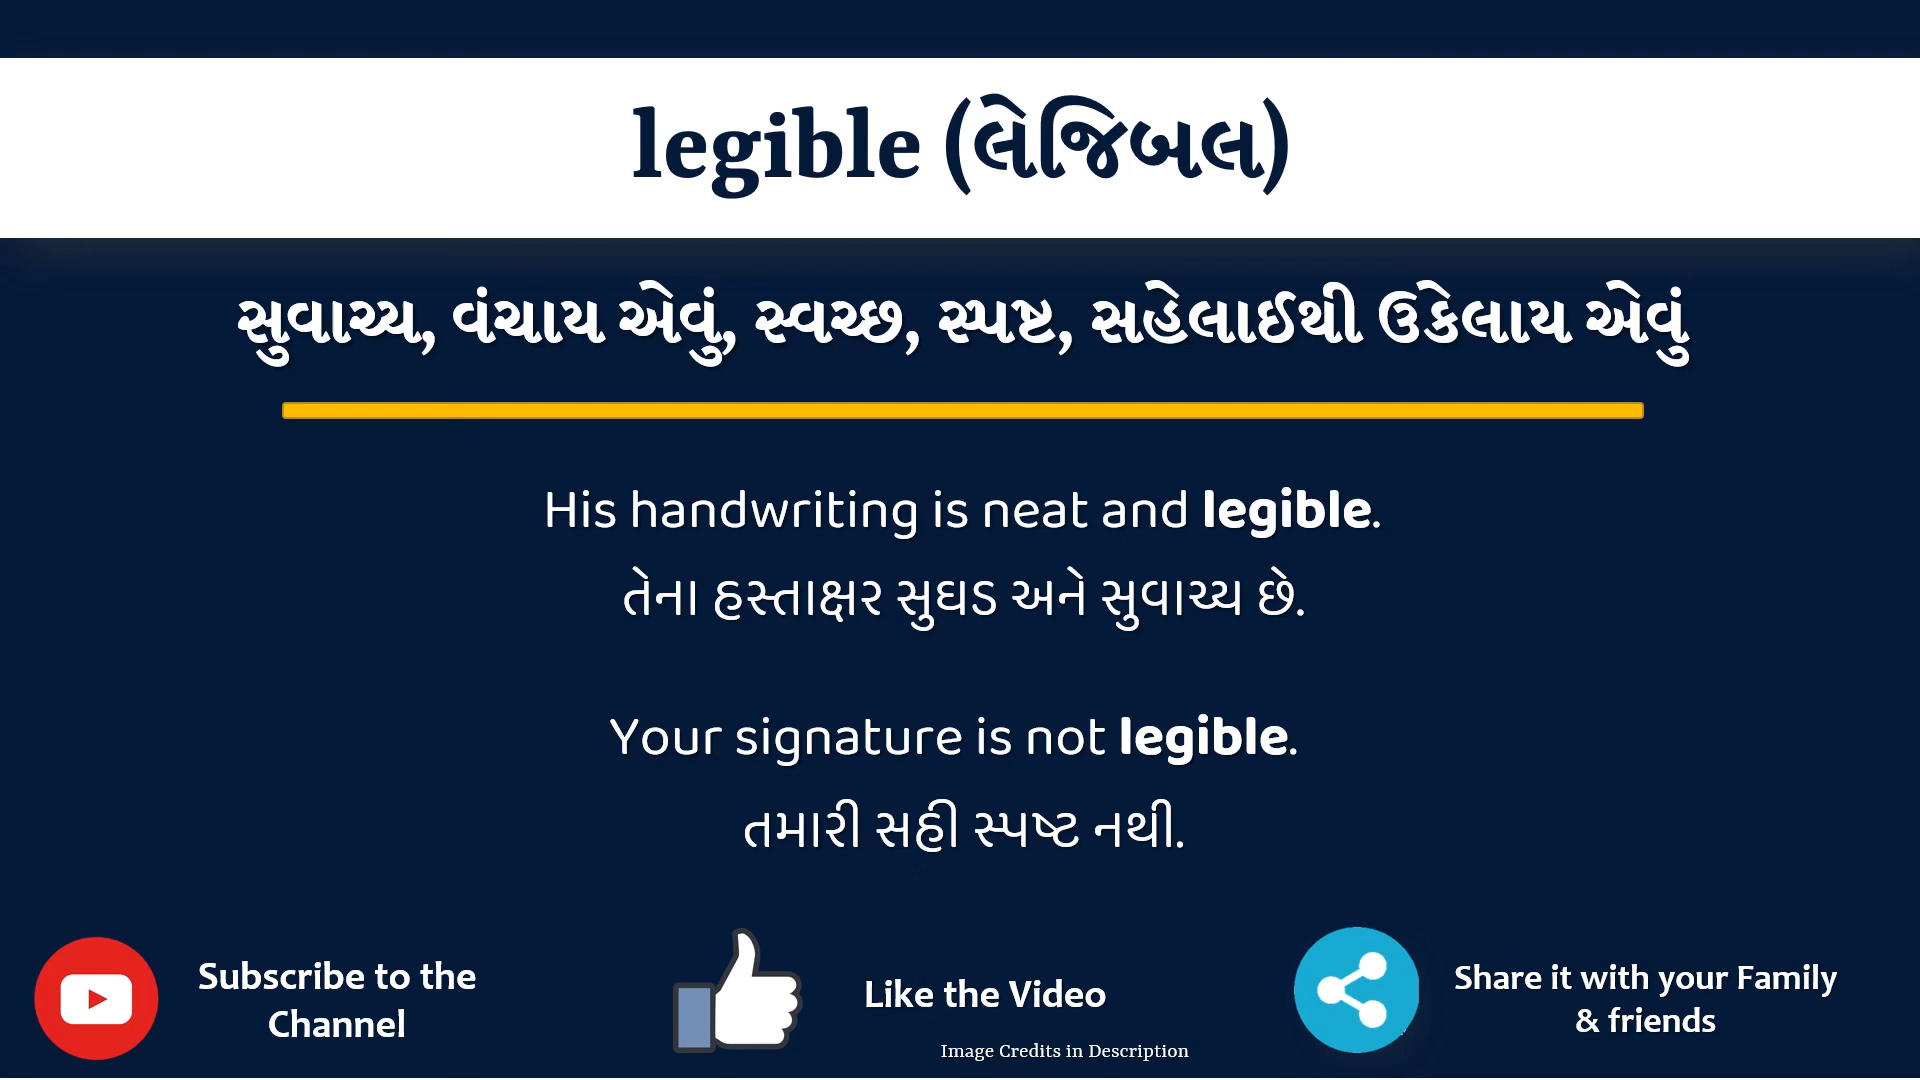 legible (લેજિબલ)
સુવાચ્ય, વંચાય એવું, સ્વચ્છ, સ્પષ્ટ, સહેલાઈથી ઉકેલાય એવું
His handwriting is neat and legible.
તેના હસ્તાક્ષર સુઘડ અને સુવાચ્ય છે.
Your signature is not legible.
તમારી સહી સ્પષ્ટ નથી.
Subscribe to the
Channel
Like the Video
Share it with your Family
& friends
Image Credits in Description